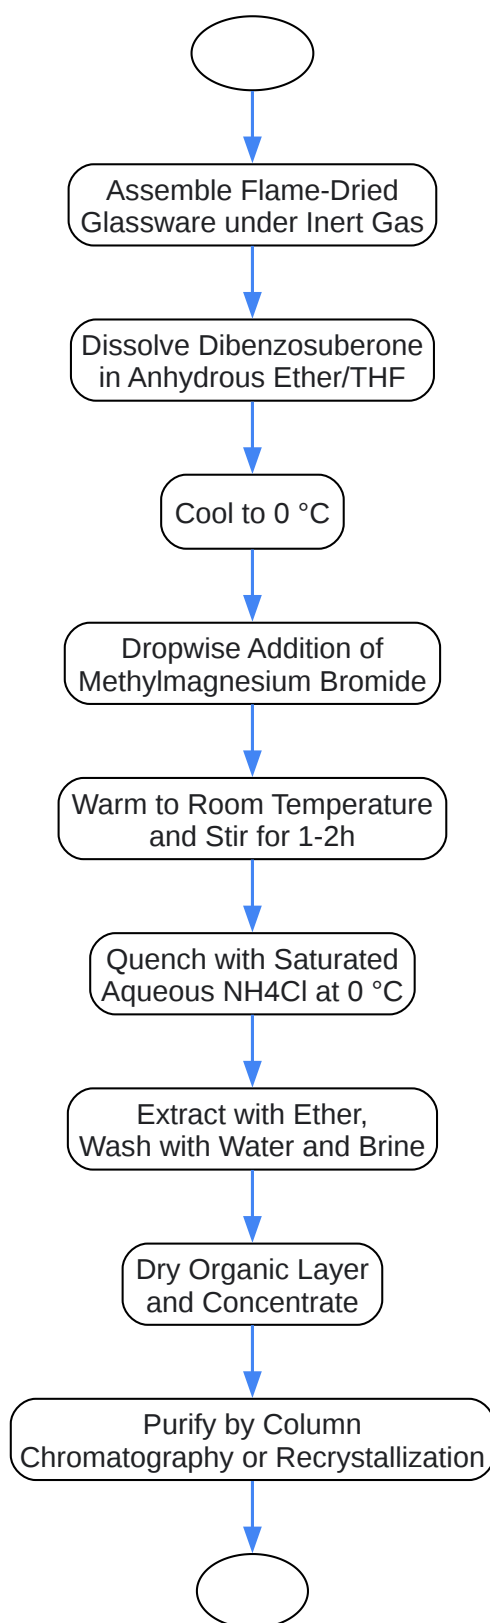 Assemble Flame-Dried
Glassware under Inert Gas
Dissolve Dibenzosuberone
in Anhydrous Ether/THF
Cool to 0 °C
Dropwise Addition of
Methylmagnesium Bromide
Warm to Room Temperature
and Stir for 1-2h
Quench with Saturated
Aqueous NH4Cl at 0 °C
Extract with Ether,
Wash with Water and Brine
Dry Organic Layer
and Concentrate
Purify by Column
Chromatography or Recrystallization